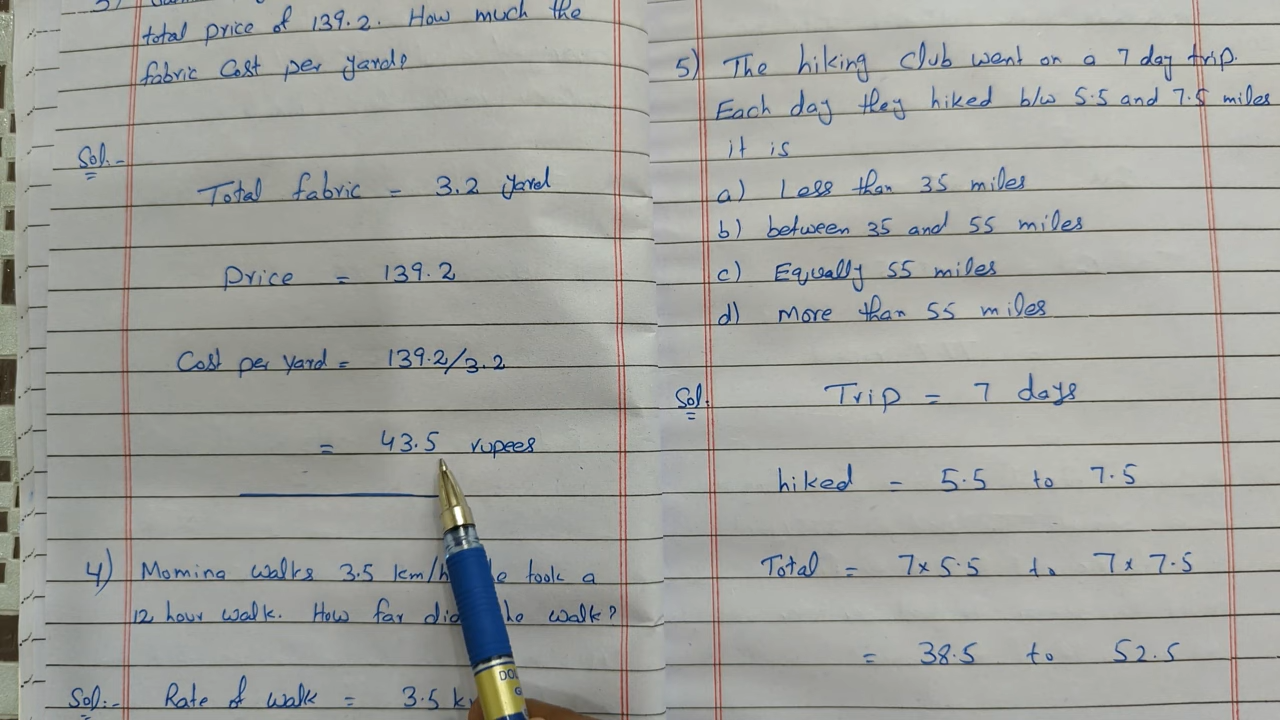 total price of 139.2. How much the
fabric Cost per yard?
Sol:-
Total fabric = 3.2 yard
Price = 139.2
Cost per yard = 139.2/3.2
= 43.5 rupees
4) Momina walks 3.5 km/h took a
12 hour walk. How far walk?
Sol:- Rate of walk = 3.5
5) The hiking club went on a 7 day trip.
Each day they hiked b/w 5.5 and 7.5 miles
it is
a) Less than 35 miles
b) between 35 and 55 miles
c) Equally 55 miles
d) More than 55 miles
Sol:
Trip = 7 days
hiked = 5.5 to 7.5
Total = 7x5.5 to 7x7.5
= 38.5 to 52.5